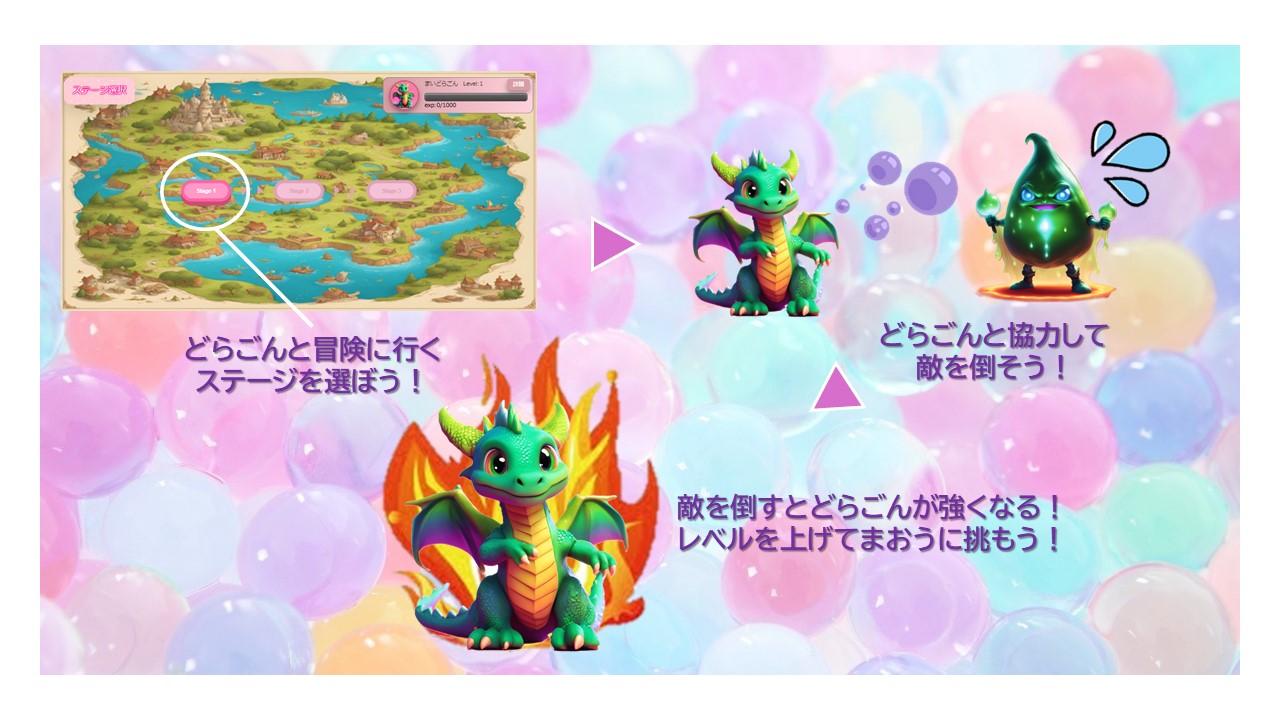 ステージ選択
まいどらごん Level:1
詳細
exp:0/1000
Stage 1
Stage 2
Stage 3
どらごんと冒険に行く
ステージを選ぼう！
どらごんと協力して
敵を倒そう！
敵を倒すとどらごんが強くなる！
レベルを上げてまおうに挑もう！